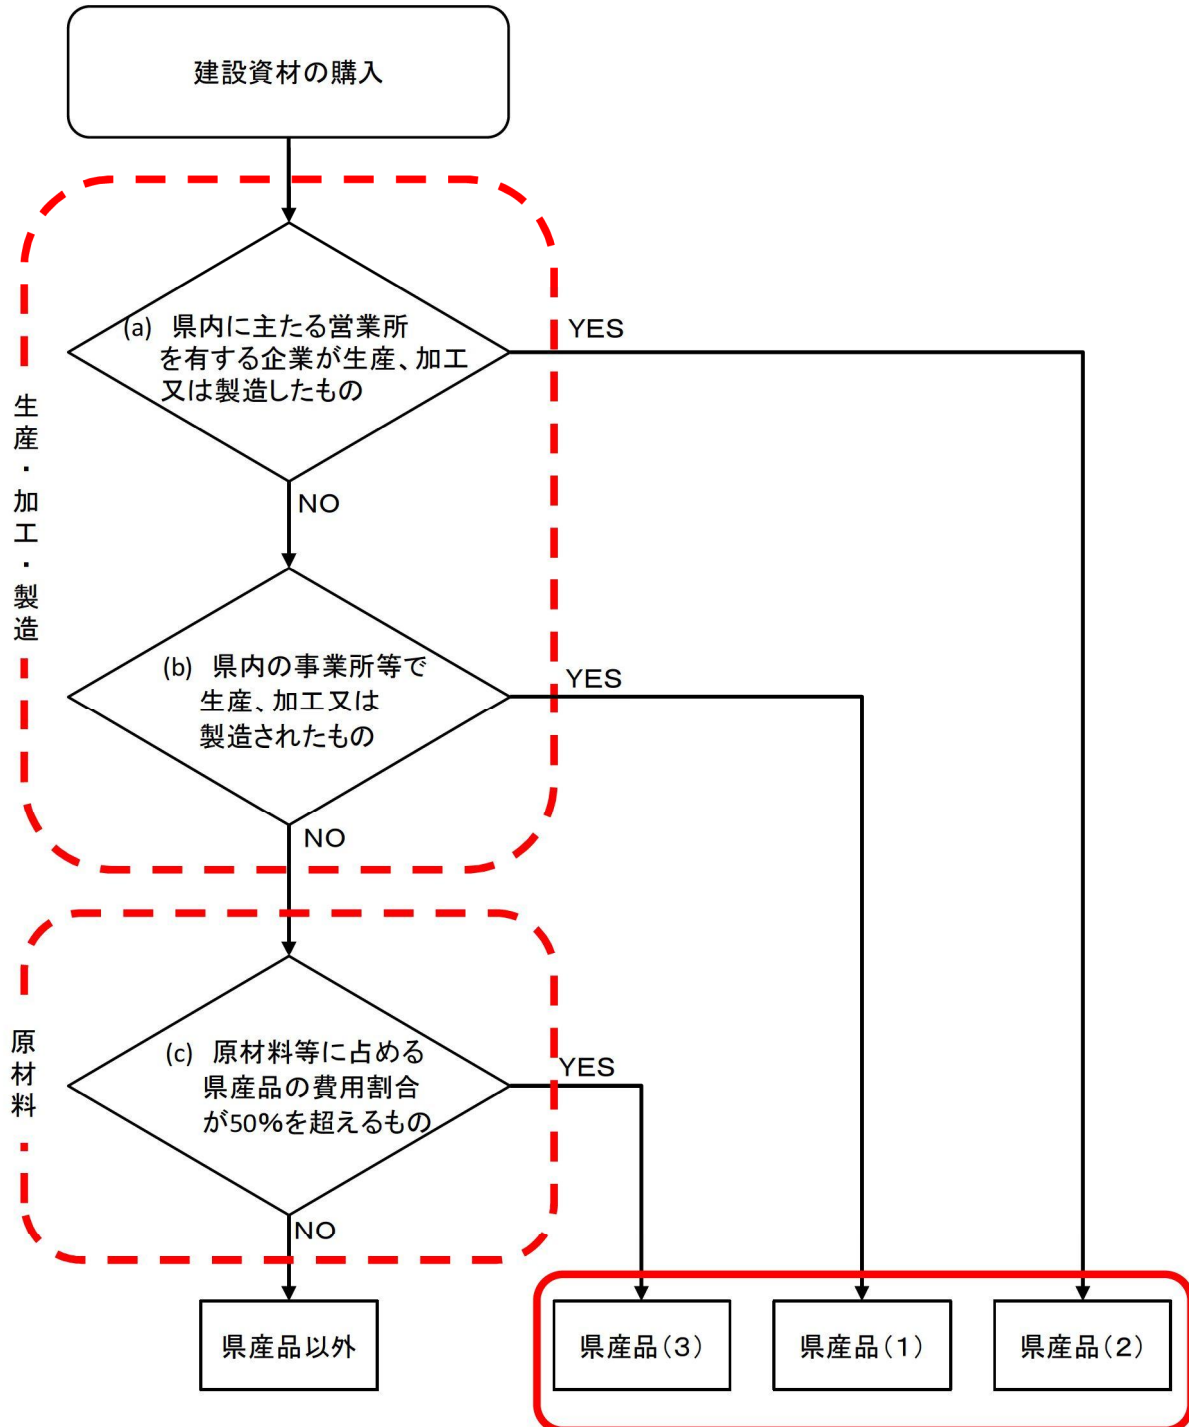 建設資材の購入
(a) 県内に主たる営業所
を有する企業が生産、加工
又は製造したもの
YES
NO
生産・加工・製造
(b) 県内の事業所等で
生産、加工又は
製造されたもの
YES
NO
原材料
(c) 原材料等に占める
県産品の費用割合
が50%を超えるもの
YES
NO
県産品以外
県産品(3)
県産品(1)
県産品(2)